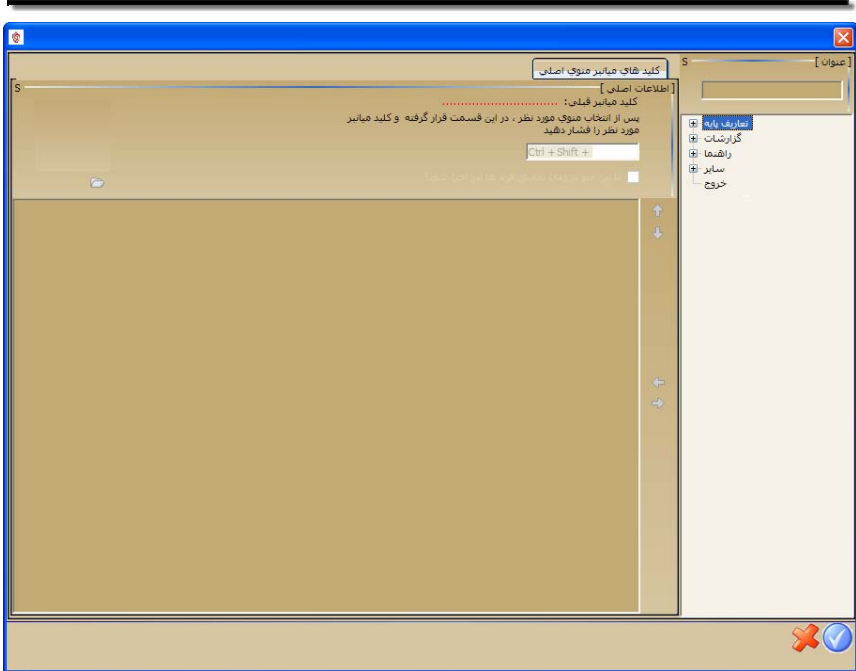 [ عنوان ]
S
تعاریف پایه
گزارشات
راهنما
سایر
خروج
کلید های میانبر منوی اصلی
[ اطلاعات اصلی ]
S
کلید میانبر قبلی: ..............................
پس از انتخاب منوی مورد نظر ، در این قسمت قرار گرفته و کلید میانبر
مورد نظر را فشار دهید
Ctrl + Shift +